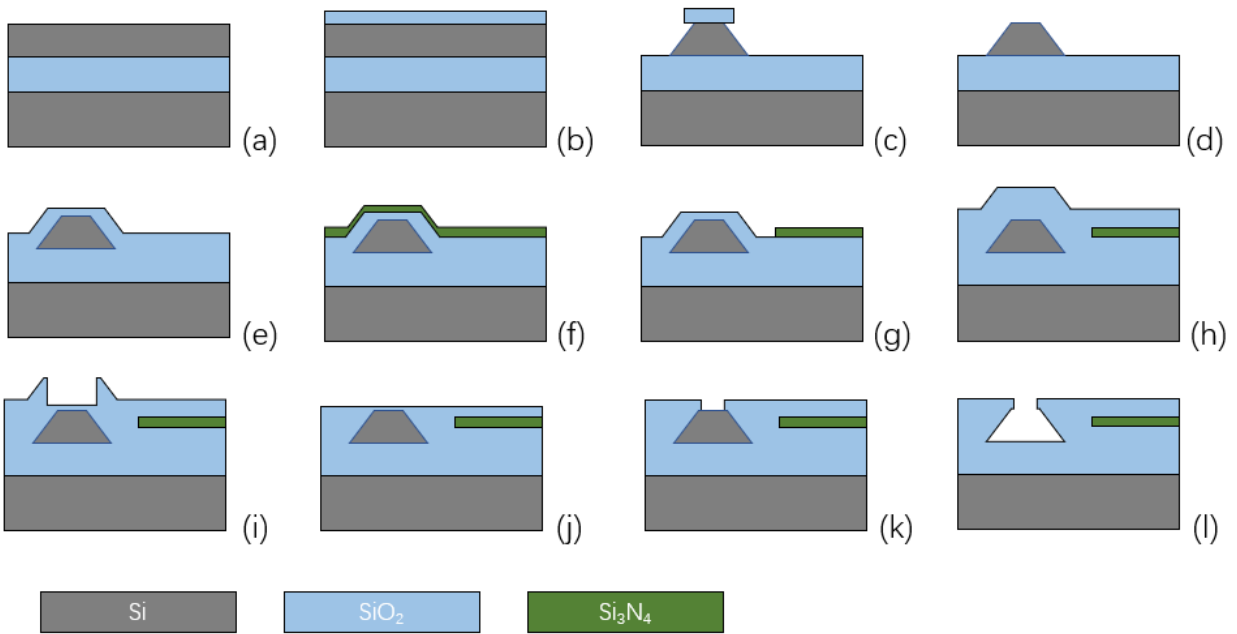 (a) (b) (c) (d)
(e) (f) (g) (h)
(i) (j) (k) (l)
Si SiO₂ Si₃N₄